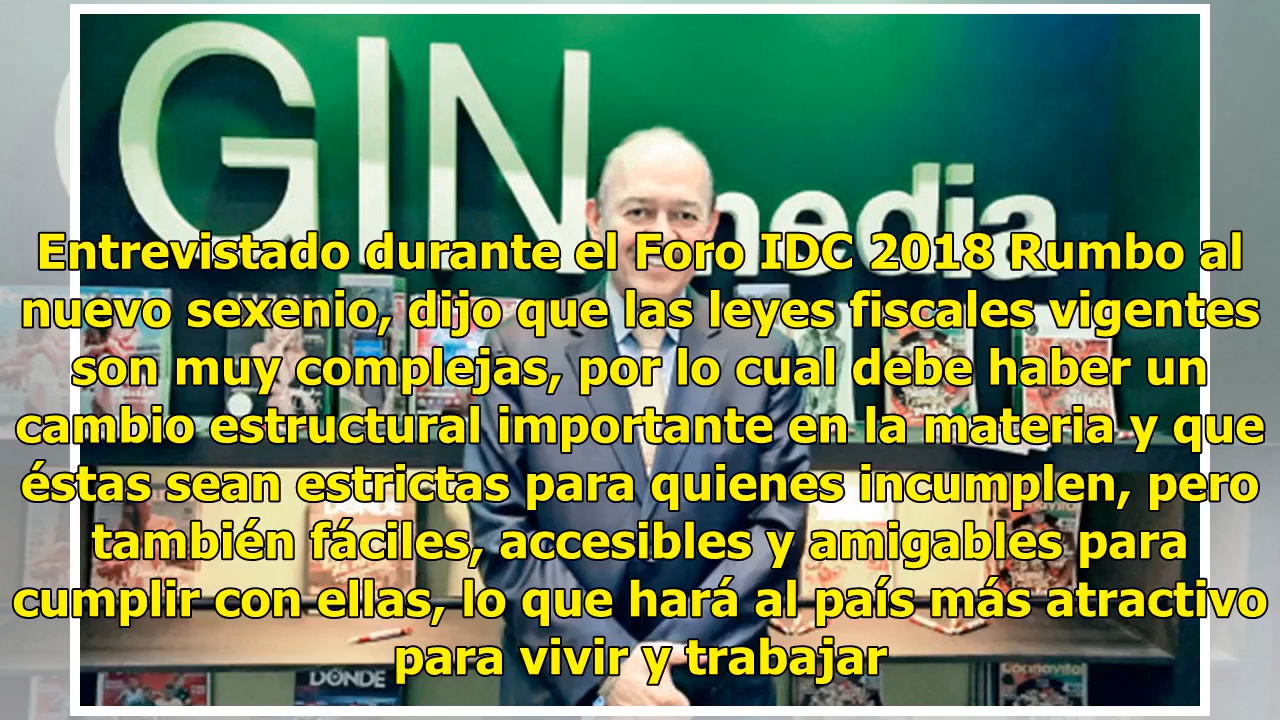 GIN
media
Entrevistado durante el Foro IDC 2018 Rumbo al
nuevo sexenio, dijo que las leyes fiscales vigentes
son muy complejas, por lo cual debe haber un
cambio estructural importante en la materia y que
éstas sean estrictas para quienes incumplen, pero
también fáciles, accesibles y amigables para
cumplir con ellas, lo que hará al país más atractivo
para vivir y trabajar
DÓNDE
DÓNDE